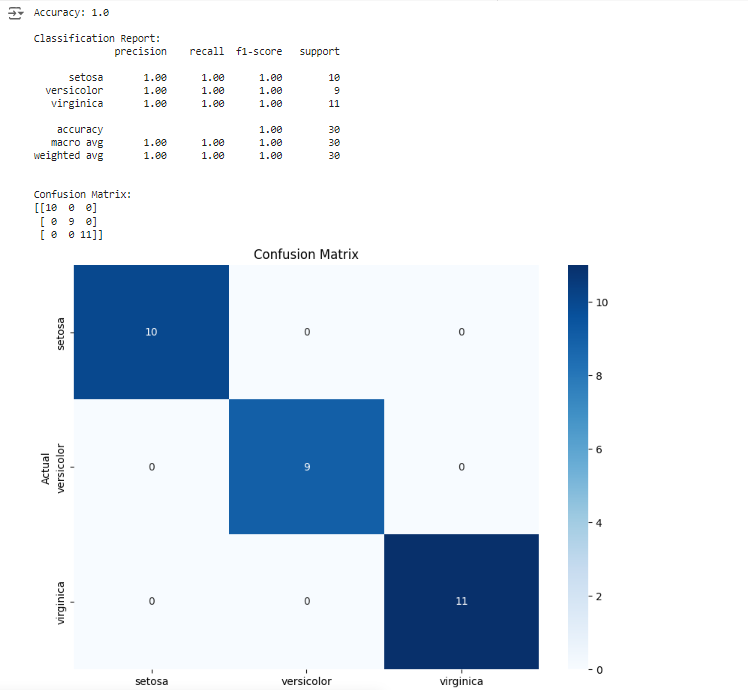 Accuracy: 1.0
Classification Report:
precision recall f1-score support
setosa 1.00 1.00 1.00 10
versicolor 1.00 1.00 1.00 9
virginica 1.00 1.00 1.00 11
accuracy 1.00 30
macro avg 1.00 1.00 1.00 30
weighted avg 1.00 1.00 1.00 30
Confusion Matrix:
[[10 0 0]
[ 0 9 0]
[ 0 0 11]]
Confusion Matrix
setosa
10 0 0
Actual
versicolor
0 9 0
virginica
0 0 11
setosa versicolor virginica
10
8
6
4
2
0